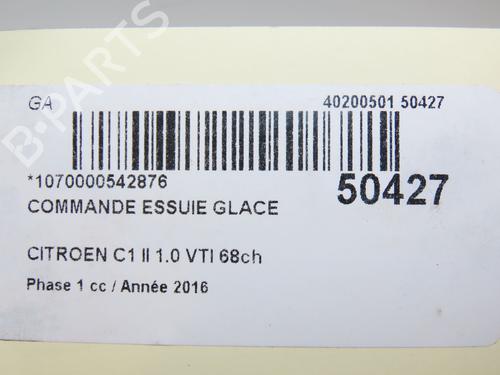 B-PARTS
GA
40200501 50427
*1070000542876
50427
COMMANDE ESSUIE GLACE
CITROEN C1 II 1.0 VTI 68ch
Phase 1 cc / Année 2016